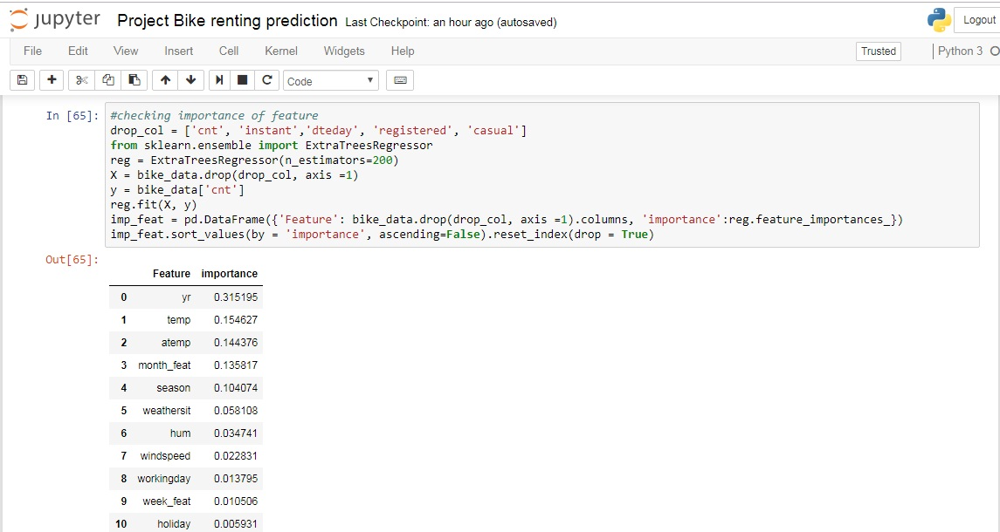 jupyter Project Bike renting prediction Last Checkpoint: an hour ago (autosaved)
Logout
File Edit View Insert Cell Kernel Widgets Help Trusted Python 3
Code
In [65]: #checking importance of feature
drop_col = ['cnt', 'instant','dteday', 'registered', 'casual']
from sklearn.ensemble import ExtraTreesRegressor
reg = ExtraTreesRegressor(n_estimators=200)
X = bike_data.drop(drop_col, axis =1)
y = bike_data['cnt']
reg.fit(X, y)
imp_feat = pd.DataFrame({'Feature': bike_data.drop(drop_col, axis =1).columns, 'importance':reg.feature_importances_})
imp_feat.sort_values(by = 'importance', ascending=False).reset_index(drop = True)
Out[65]:
Feature importance
0 yr 0.315195
1 temp 0.154627
2 atemp 0.144376
3 month_feat 0.135817
4 season 0.104074
5 weathersit 0.058108
6 hum 0.034741
7 windspeed 0.022831
8 workingday 0.013795
9 week_feat 0.010506
10 holiday 0.005931